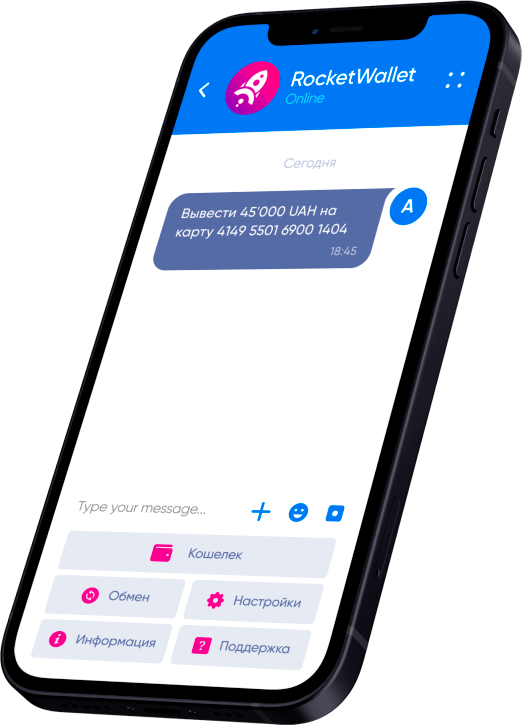 RocketWallet
Online
Сегодня
Вывести 45'000 UAH на
карту 4149 5501 6900 1404
18:45
A
Type your message...
Кошелек
Обмен
Настройки
Информация
Поддержка